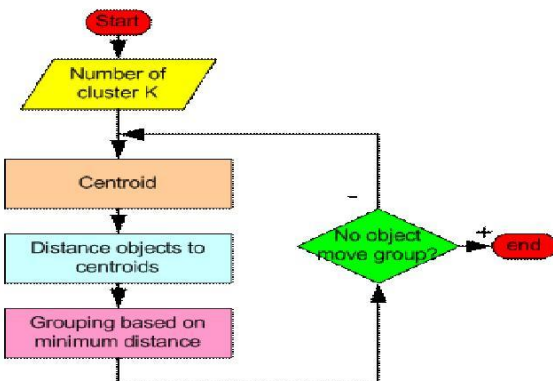 Start
Number of
cluster K
Centroid
Distance objects to
centroids
Grouping based on
minimum distance
-
No object
move group?
+
end